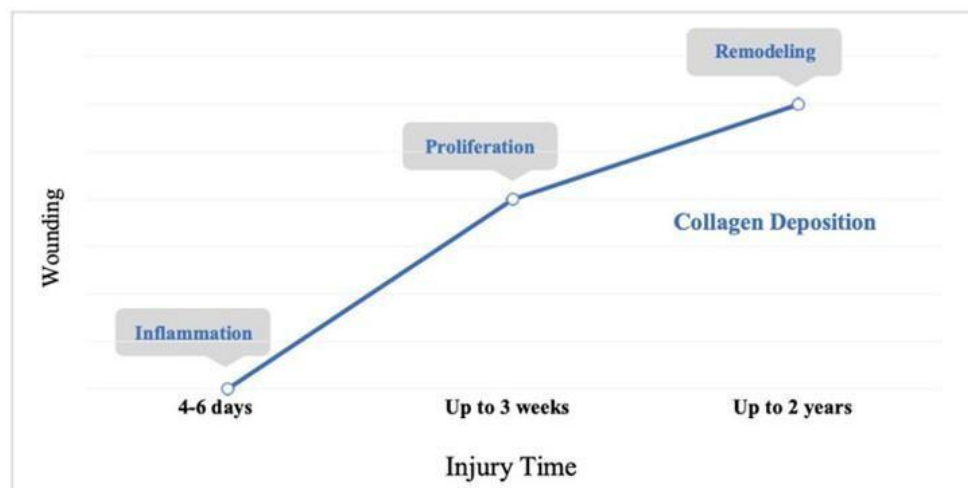 Remodeling
Proliferation
Collagen Deposition
Wounding
Inflammation
4-6 days
Up to 3 weeks
Up to 2 years
Injury Time